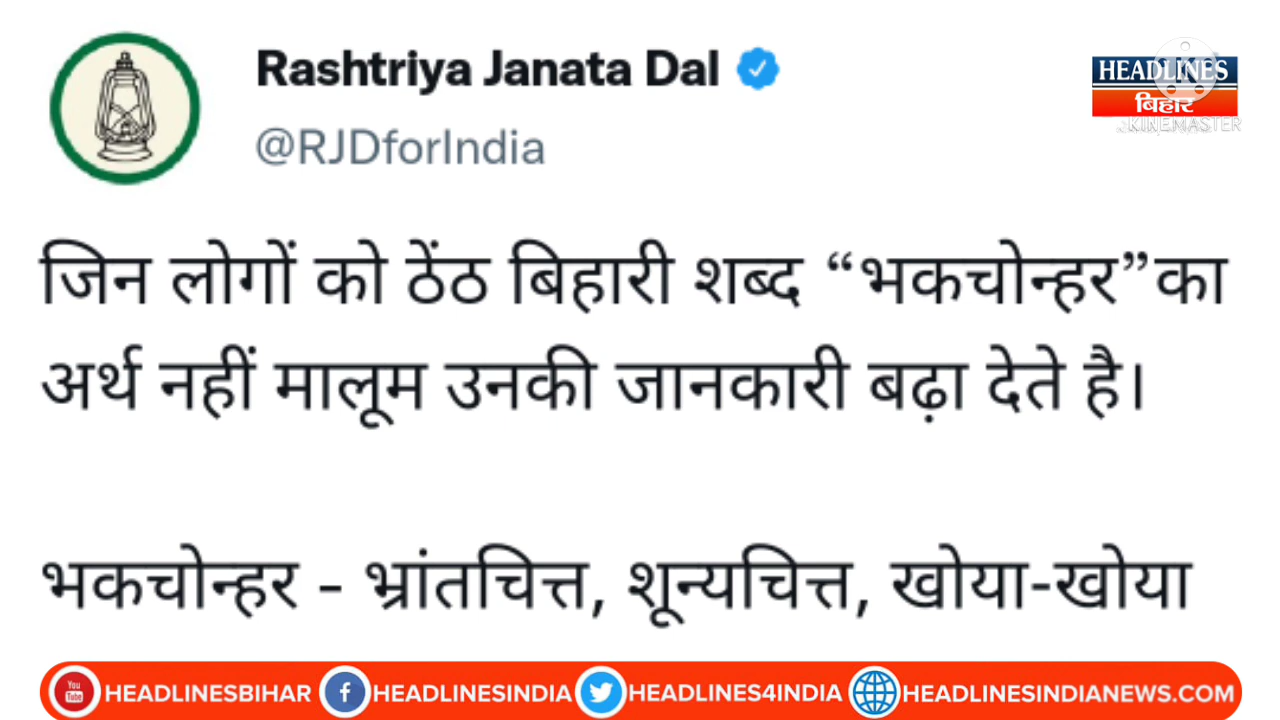 Rashtriya Janata Dal
@RJDforIndia
HEADLINES
बिहार
KINEMASTER
जिन लोगों को ठेंठ बिहारी शब्द “भकचोन्हर”का
अर्थ नहीं मालूम उनकी जानकारी बढ़ा देते है।
भकचोन्हर - भ्रांतचित्त, शून्यचित्त, खोया-खोया
You Tube HEADLINESBIHAR f HEADLINESINDIA HEADLINES4INDIA HEADLINESINDIANEWS.COM